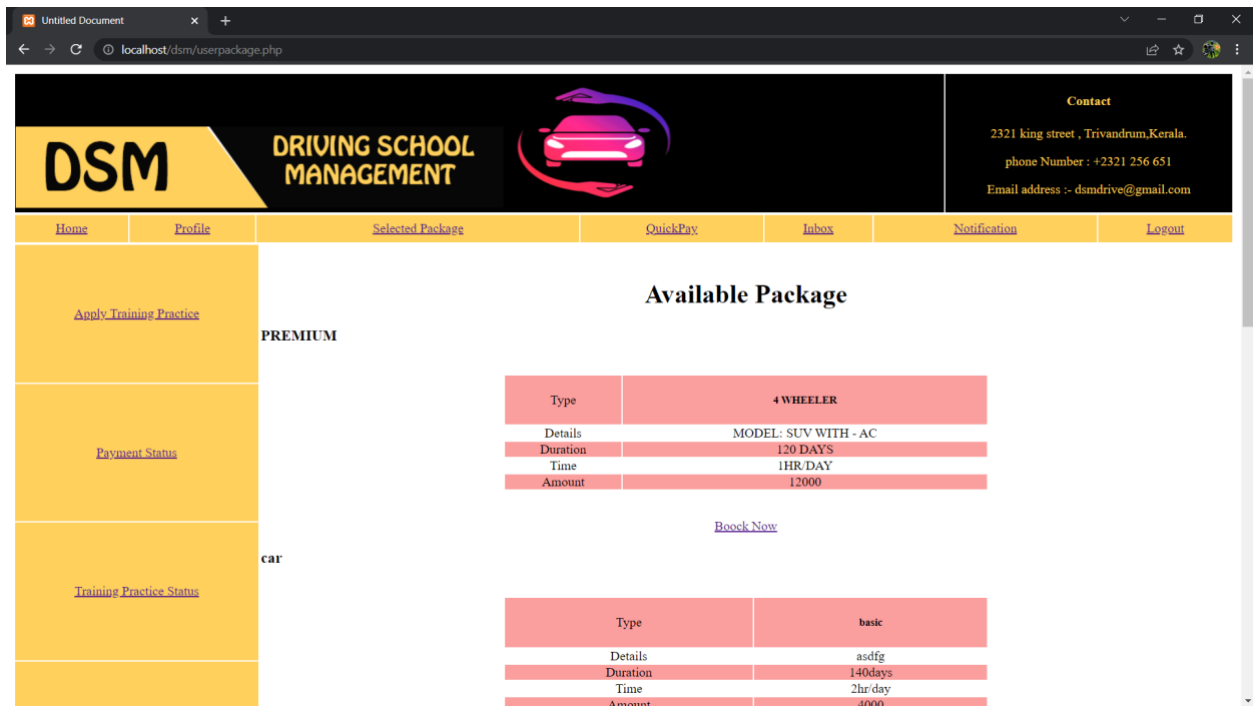 Untitled Document
localhost/dsm/userpackage.php
DSM
DRIVING SCHOOL
MANAGEMENT
Contact
2321 king street , Trivandrum,Kerala.
phone Number : +2321 256 651
Email address :- dsmdrive@gmail.com
Home Profile Selected Package QuickPay Inbox Notification Logout
Apply Training Practice
Payment Status
Training Practice Status
Available Package
PREMIUM
Type 4 WHEELER
Details MODEL: SUV WITH - AC
Duration 120 DAYS
Time 1HR/DAY
Amount 12000
Boock Now
car
Type basic
Details asdfg
Duration 140days
Time 2hr/day
Amount 4000